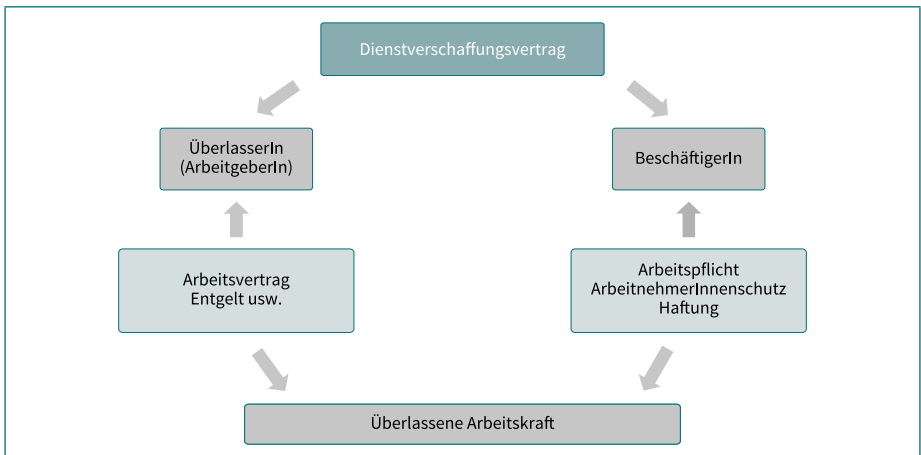 Dienstverschaffungsvertrag
ÜberlasserIn
(ArbeitgeberIn)
BeschäftigerIn
Arbeitsvertrag
Entgelt usw.
Arbeitspflicht
ArbeitnehmerInnenschutz
Haftung
Überlassene Arbeitskraft